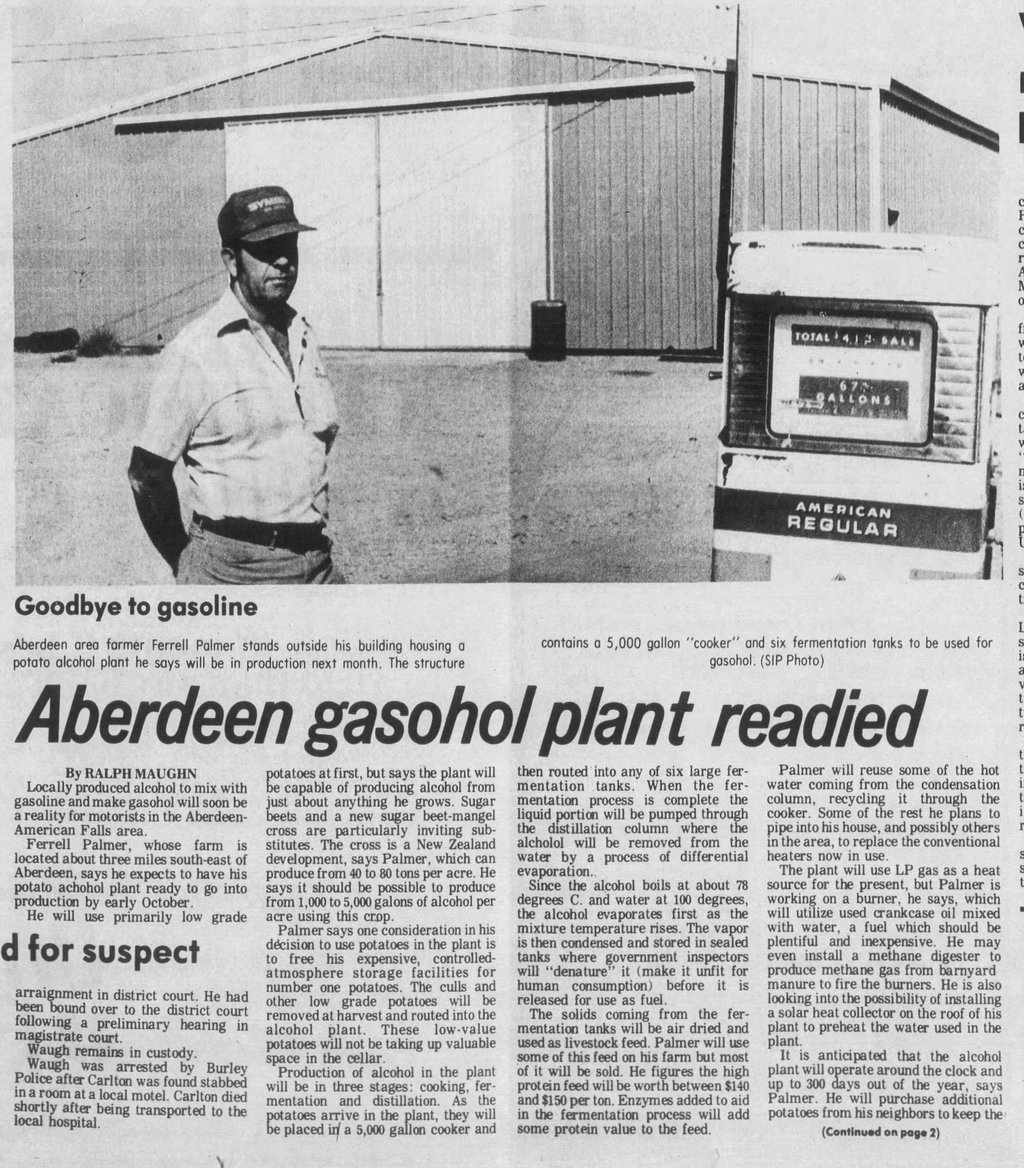 SYMS
TOTAL SALE
67
GALLONS
AMERICAN
REGULAR
Goodbye to gasoline
Aberdeen area farmer Ferrell Palmer stands outside his building housing a
potato alcohol plant he says will be in production next month. The structure
contains a 5,000 gallon "cooker" and six fermentation tanks to be used for
gasohol. (SIP Photo)
Aberdeen gasohol plant readied
By RALPH MAUGHN
Locally produced alcohol to mix with
gasoline and make gasohol will soon be
a reality for motorists in the Aberdeen-
American Falls area.
Ferrell Palmer, whose farm is
located about three miles south-east of
Aberdeen, says he expects to have his
potato achohol plant ready to go into
production by early October.
He will use primarily low grade
potatoes at first, but says the plant will
be capable of producing alcohol from
just about anything he grows. Sugar
beets and a new sugar beet-mangel
cross are particularly inviting sub-
stitutes. The cross is a New Zealand
development, says Palmer, which can
produce from 40 to 80 tons per acre. He
says it should be possible to produce
from 1,000 to 5,000 galons of alcohol per
acre using this crop.
Palmer says one consideration in his
decision to use potatoes in the plant is
to free his expensive, controlled-
atmosphere storage facilities for
number one potatoes. The culls and
other low grade potatoes will be
removed at harvest and routed into the
alcohol plant. These low-value
potatoes will not be taking up valuable
space in the cellar.
Production of alcohol in the plant
will be in three stages: cooking, fer-
mentation and distillation. As the
potatoes arrive in the plant, they will
be placed in a 5,000 gallon cooker and
then routed into any of six large fer-
mentation tanks. When the fer-
mentation process is complete the
liquid portion will be pumped through
the distillation column where the
alcholol will be removed from the
water by a process of differential
evaporation.
Since the alcohol boils at about 78
degrees C. and water at 100 degrees,
the alcohol evaporates first as the
mixture temperature rises. The vapor
is then condensed and stored in sealed
tanks where government inspectors
will "denature" it (make it unfit for
human consumption) before it is
released for use as fuel.
The solids coming from the fer-
mentation tanks will be air dried and
used as livestock feed. Palmer will use
some of this feed on his farm but most
of it will be sold. He figures the high
protein feed will be worth between $140
and $150 per ton. Enzymes added to aid
in the fermentation process will add
some protein value to the feed.
Palmer will reuse some of the hot
water coming from the condensation
column, recycling it through the
cooker. Some of the rest he plans to
pipe into his house, and possibly others
in the area, to replace the conventional
heaters now in use.
The plant will use LP gas as a heat
source for the present, but Palmer is
working on a burner, he says, which
will utilize used crankcase oil mixed
with water, a fuel which should be
plentiful and inexpensive. He may
even install a methane digester to
produce methane gas from barnyard
manure to fire the burners. He is also
looking into the possibility of installing
a solar heat collector on the roof of his
plant to preheat the water used in the
plant.
It is anticipated that the alcohol
plant will operate around the clock and
up to 300 days out of the year, says
Palmer. He will purchase additional
potatoes from his neighbors to keep the
(Continued on page 2)
d for suspect
arraignment in district court. He had
been bound over to the district court
following a preliminary hearing in
magistrate court.
Waugh remains in custody.
Waugh was arrested by Burley
Police after Carlton was found stabbed
in a room at a local motel. Carlton died
shortly after being transported to the
local hospital.